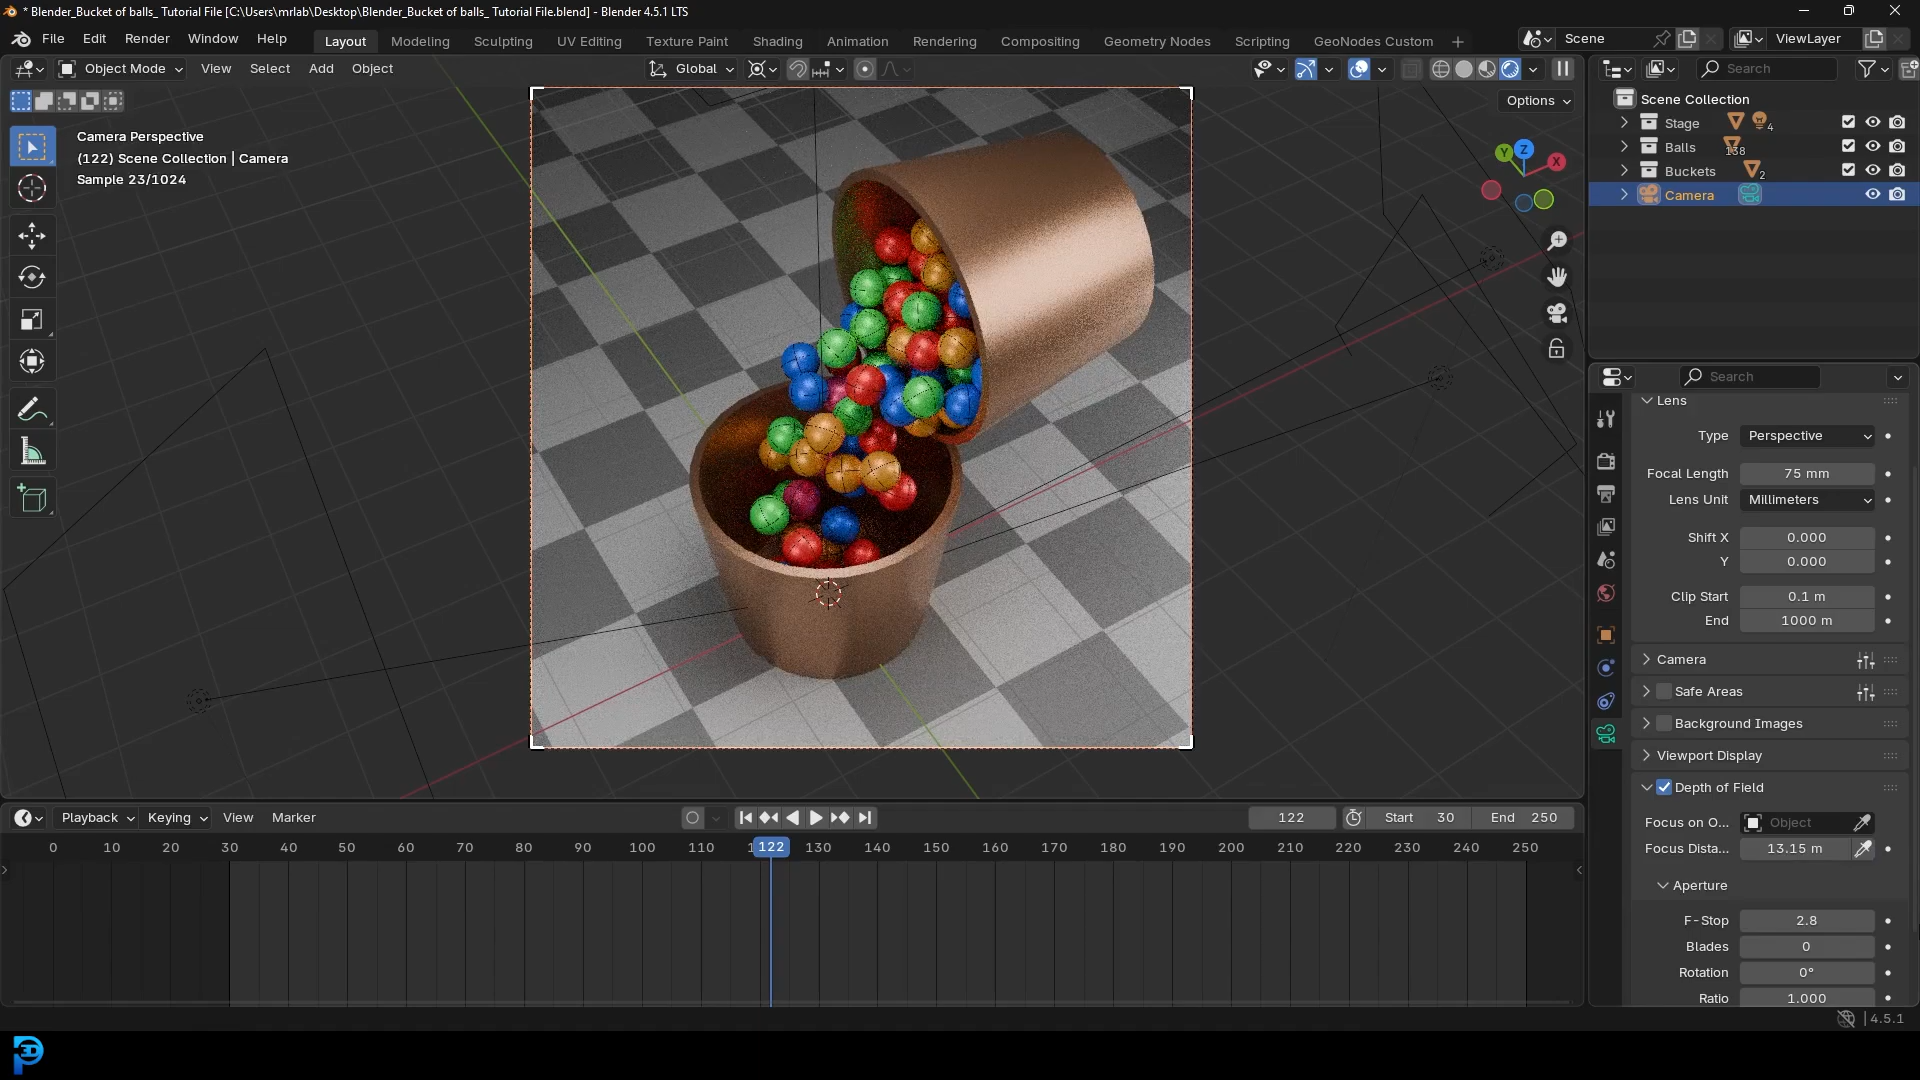 * Blender_Bucket of balls_ Tutorial File [C:\Users\mrlab\Desktop\Blender_Bucket of balls_ Tutorial File.blend] - Blender 4.5.1 LTS
File Edit Render Window Help Layout Modeling Sculpting UV Editing Texture Paint Shading Animation Rendering Compositing Geometry Nodes Scripting GeoNodes Custom + Scene ViewLayer
Object Mode View Select Add Object Global Search
Options
Camera Perspective
(122) Scene Collection | Camera
Sample 23/1024
Y Z X
Scene Collection
Stage 4
Balls 138
Buckets 2
Camera
Search
Lens
Type Perspective
Focal Length 75 mm
Lens Unit Millimeters
Shift X 0.000
Y 0.000
Clip Start 0.1 m
End 1000 m
Camera
Safe Areas
Background Images
Viewport Display
Depth of Field
Focus on O... Object
Focus Dista... 13.15 m
Aperture
F-Stop 2.8
Blades 0
Rotation 0°
Ratio 1.000
Playback Keying View Marker 122 Start 30 End 250
0 10 20 30 40 50 60 70 80 90 100 110 122 130 140 150 160 170 180 190 200 210 220 230 240 250
4.5.1
P3D